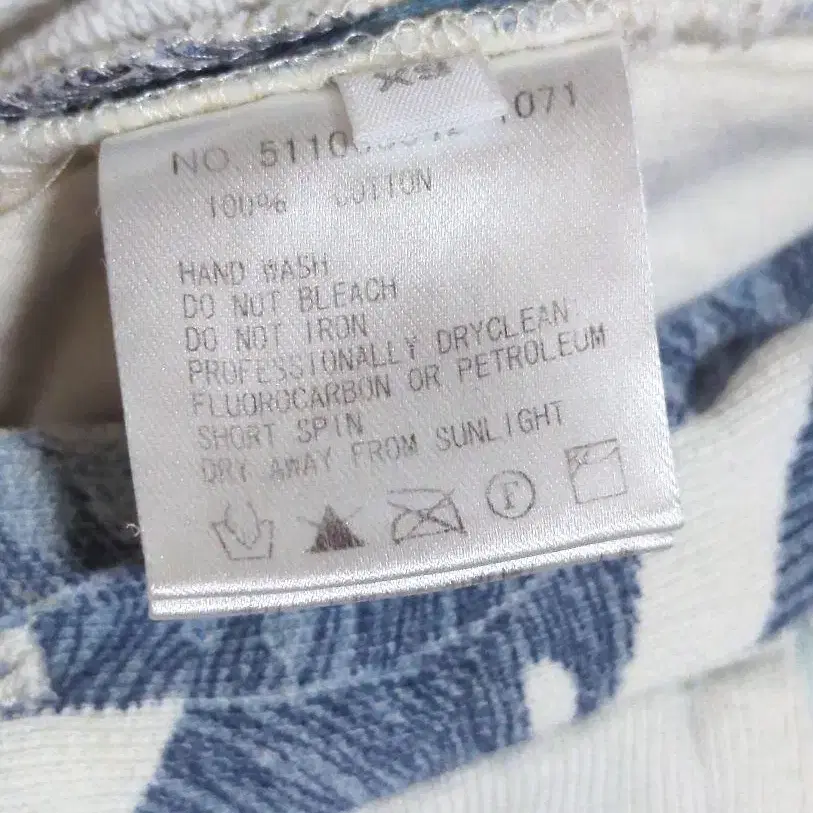 XS
NO. 1071
100% COTTON
HAND WASH
DO NOT BLEACH
DO NOT IRON
PROFESSIONALLY DRYCLEAN
FLUOROCARBON OR PETROLEUM
SHORT SPIN
DRY AWAY FROM SUNLIGHT